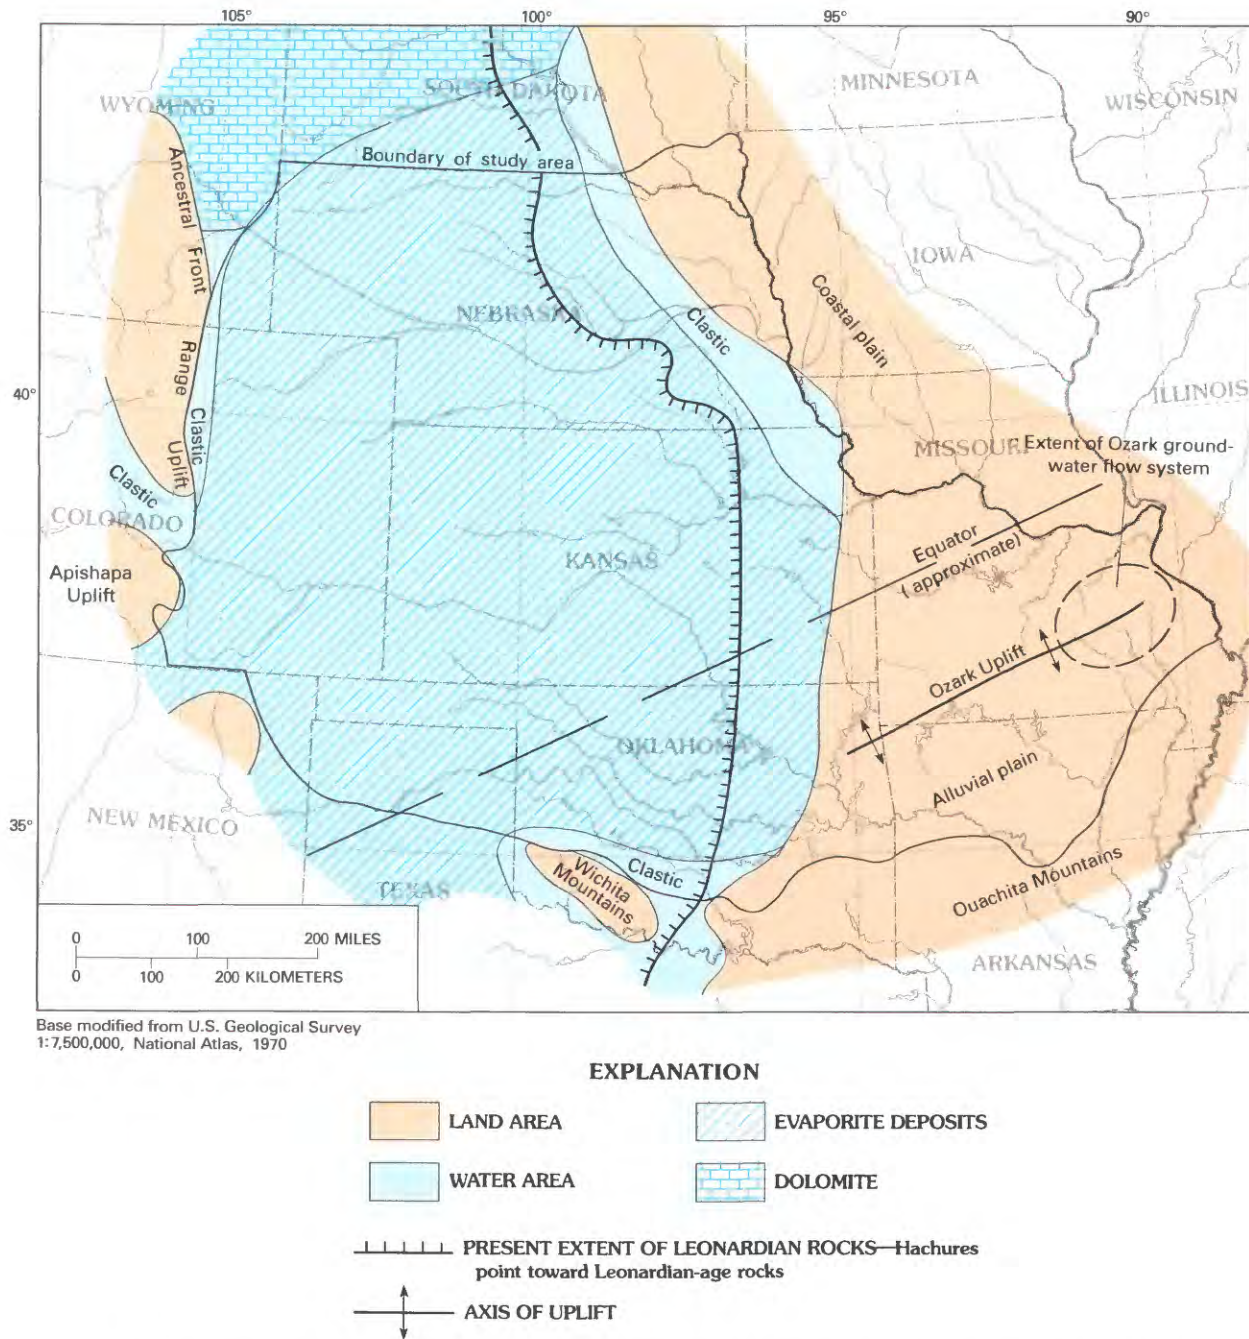 105°
100°
95°
90°
MINNESOTA
WISCONSIN
WYOMING
SOUTH DAKOTA
Boundary of study area
Ancestral Front Range Uplift
IOWA
NEBRASKA
Clastic
Coastal plain
40°
ILLINOIS
Clastic
MISSOURI
Extent of Ozark ground-
water flow system
Clastic
COLORADO
Equator
(approximate)
KANSAS
Apishapa
Uplift
Ozark Uplift
OKLAHOMA
Alluvial plain
35°
NEW MEXICO
Clastic
Wichita
Mountains
TEXAS
Ouachita Mountains
ARKANSAS
0 100 200 MILES
0 100 200 KILOMETERS
Base modified from U.S. Geological Survey
1:7,500,000, National Atlas, 1970
EXPLANATION
LAND AREA
EVAPORITE DEPOSITS
WATER AREA
DOLOMITE
PRESENT EXTENT OF LEONARDIAN ROCKS—Hachures
point toward Leonardian-age rocks
AXIS OF UPLIFT